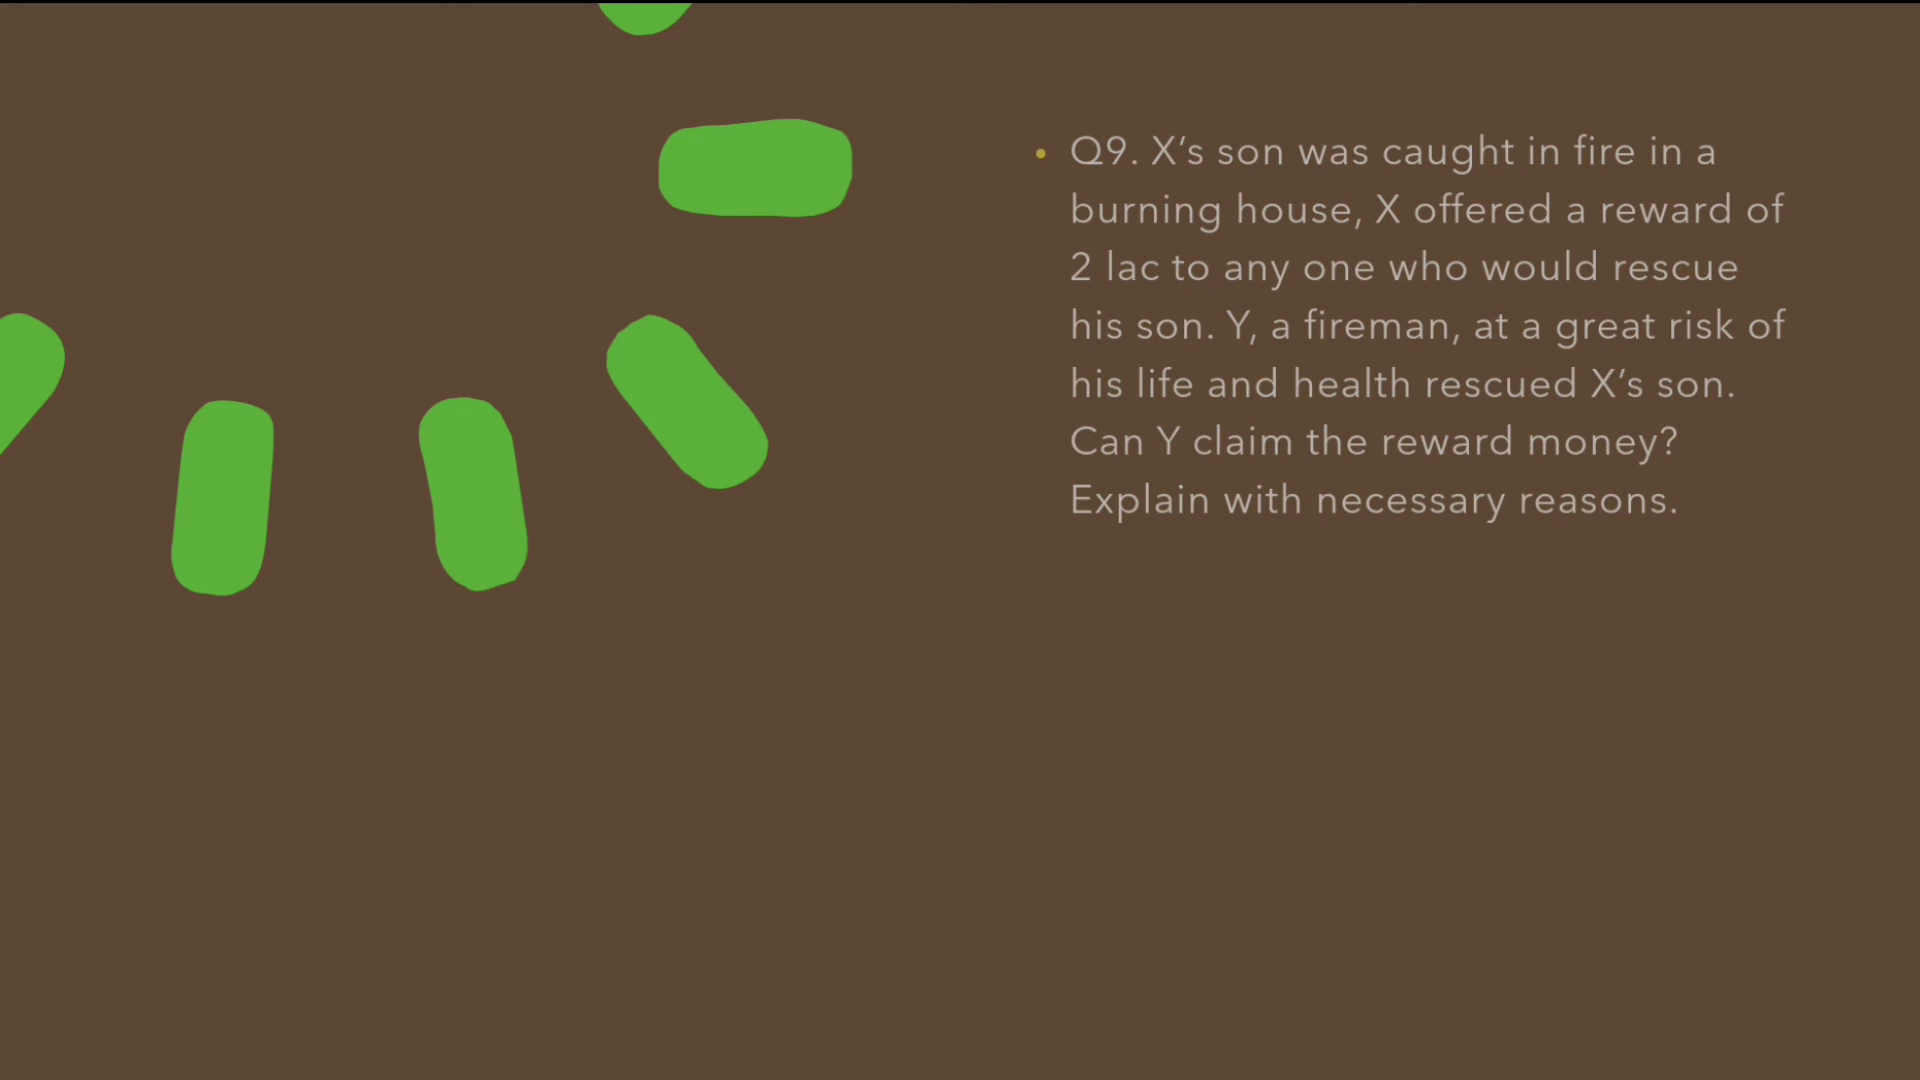 • Q9. X’s son was caught in fire in a
burning house, X offered a reward of
2 lac to any one who would rescue
his son. Y, a fireman, at a great risk of
his life and health rescued X’s son.
Can Y claim the reward money?
Explain with necessary reasons.